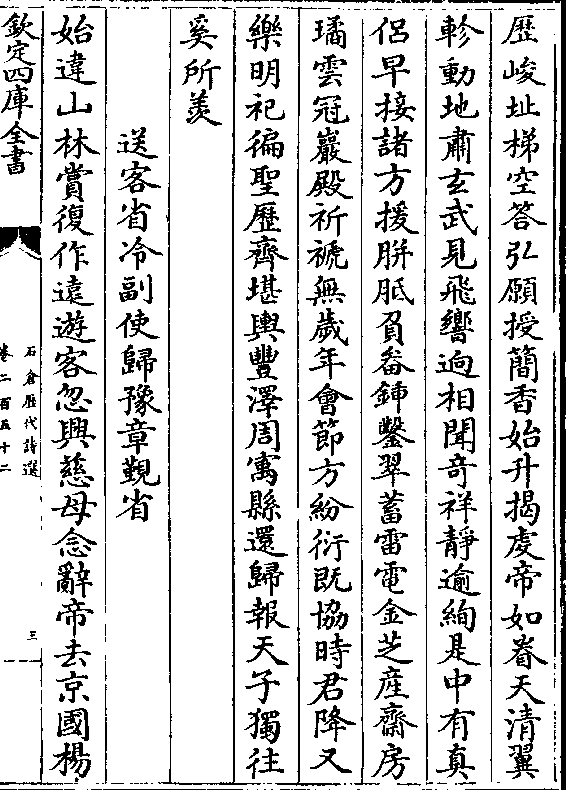 歷峻址梯空答弘願授簡香始升揭虔帝如眷天清翼
軫動地肅玄武見飛響逈相聞奇祥靜逾絢是中有真
侶早接諸方援胼胝負畚鍤鑿翠蓄雷電金芝產齋房
璚雲冠巖殿祈禠無歲年會節方紛衍既協時君降又
樂明祀徧聖歷齊堪輿豐澤周寓縣還歸報天子獨往
奚所羨
送客省冷副使歸豫章覲省
始違山林賞復作遠遊客忽興慈母念辭帝去京國楊
欽定四庫全書
石倉歷代詩選
卷二百五十二
三